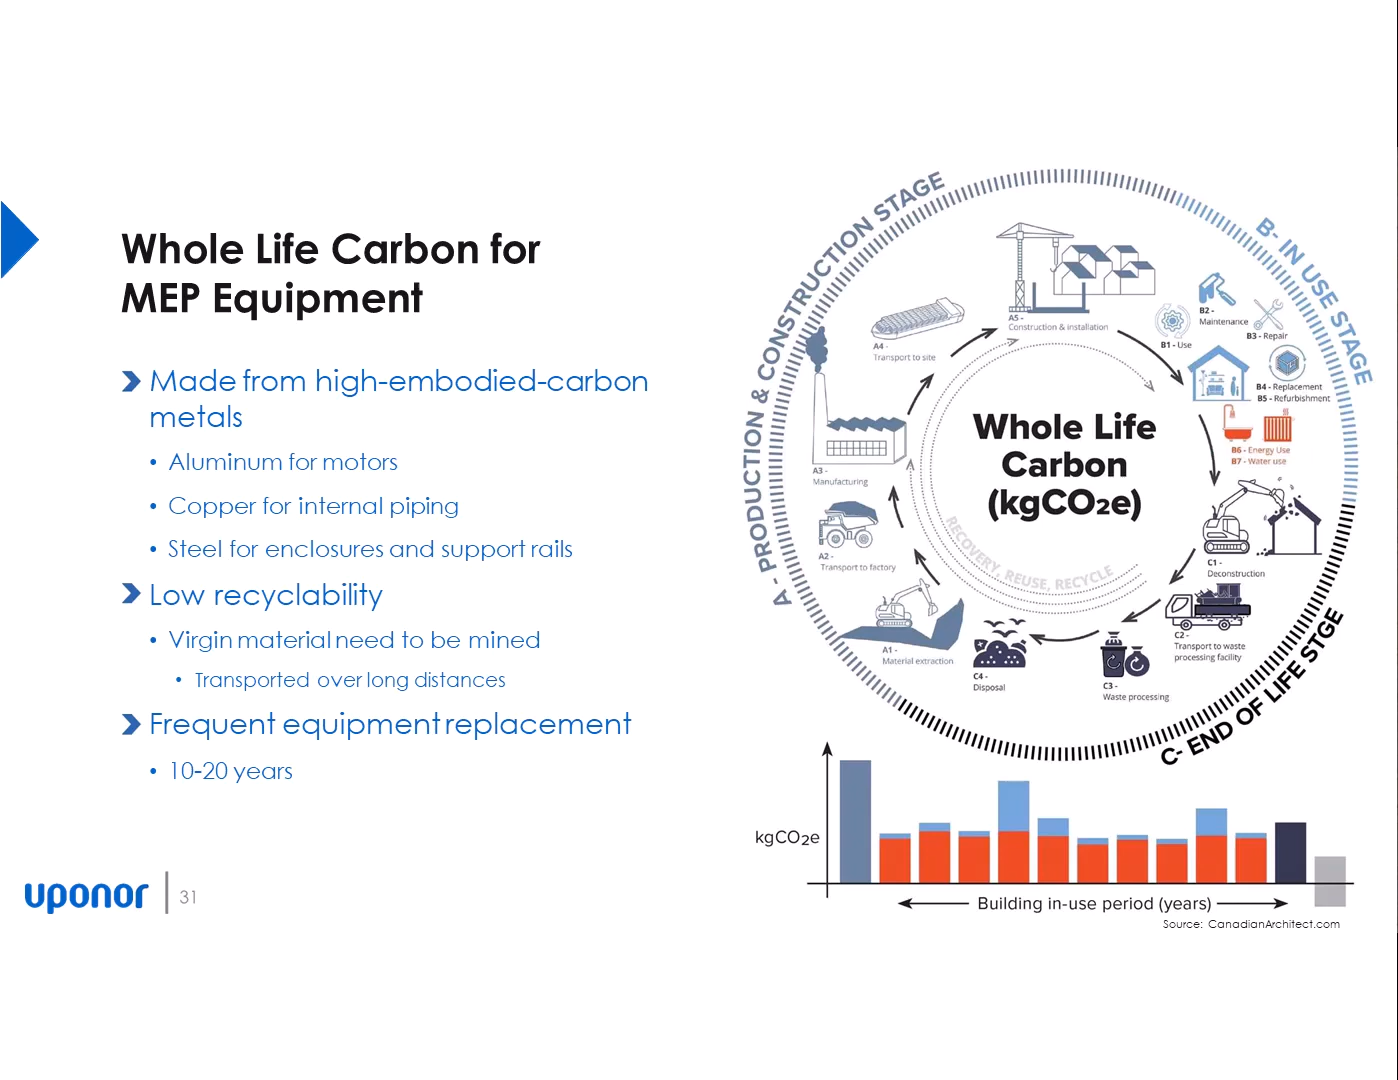 Whole Life Carbon for
MEP Equipment
Made from high-embodied-carbon
metals
• Aluminum for motors
• Copper for internal piping
• Steel for enclosures and support rails
Low recyclability
• Virgin material need to be mined
• Transported over long distances
Frequent equipment replacement
• 10-20 years
uponor
31
A - PRODUCTION & CONSTRUCTION STAGE
B- IN USE STAGE
C- END OF LIFE STGE
A5 -
Construction & installation
A4 -
Transport to site
A3 -
Manufacturing
A2 -
Transport to factory
A1 -
Material extraction
B1 - Use
B2 -
Maintenance
B3 - Repair
B4 - Replacement
B5 - Refurbishment
B6 - Energy Use
B7 - Water use
C1 -
Deconstruction
C2 -
Transport to waste
processing facility
C3 -
Waste processing
C4 -
Disposal
Whole Life
Carbon
(kgCO2e)
RECOVERY, REUSE, RECYCLE
kgCO2e
Building in-use period (years)
Source: CanadianArchitect.com